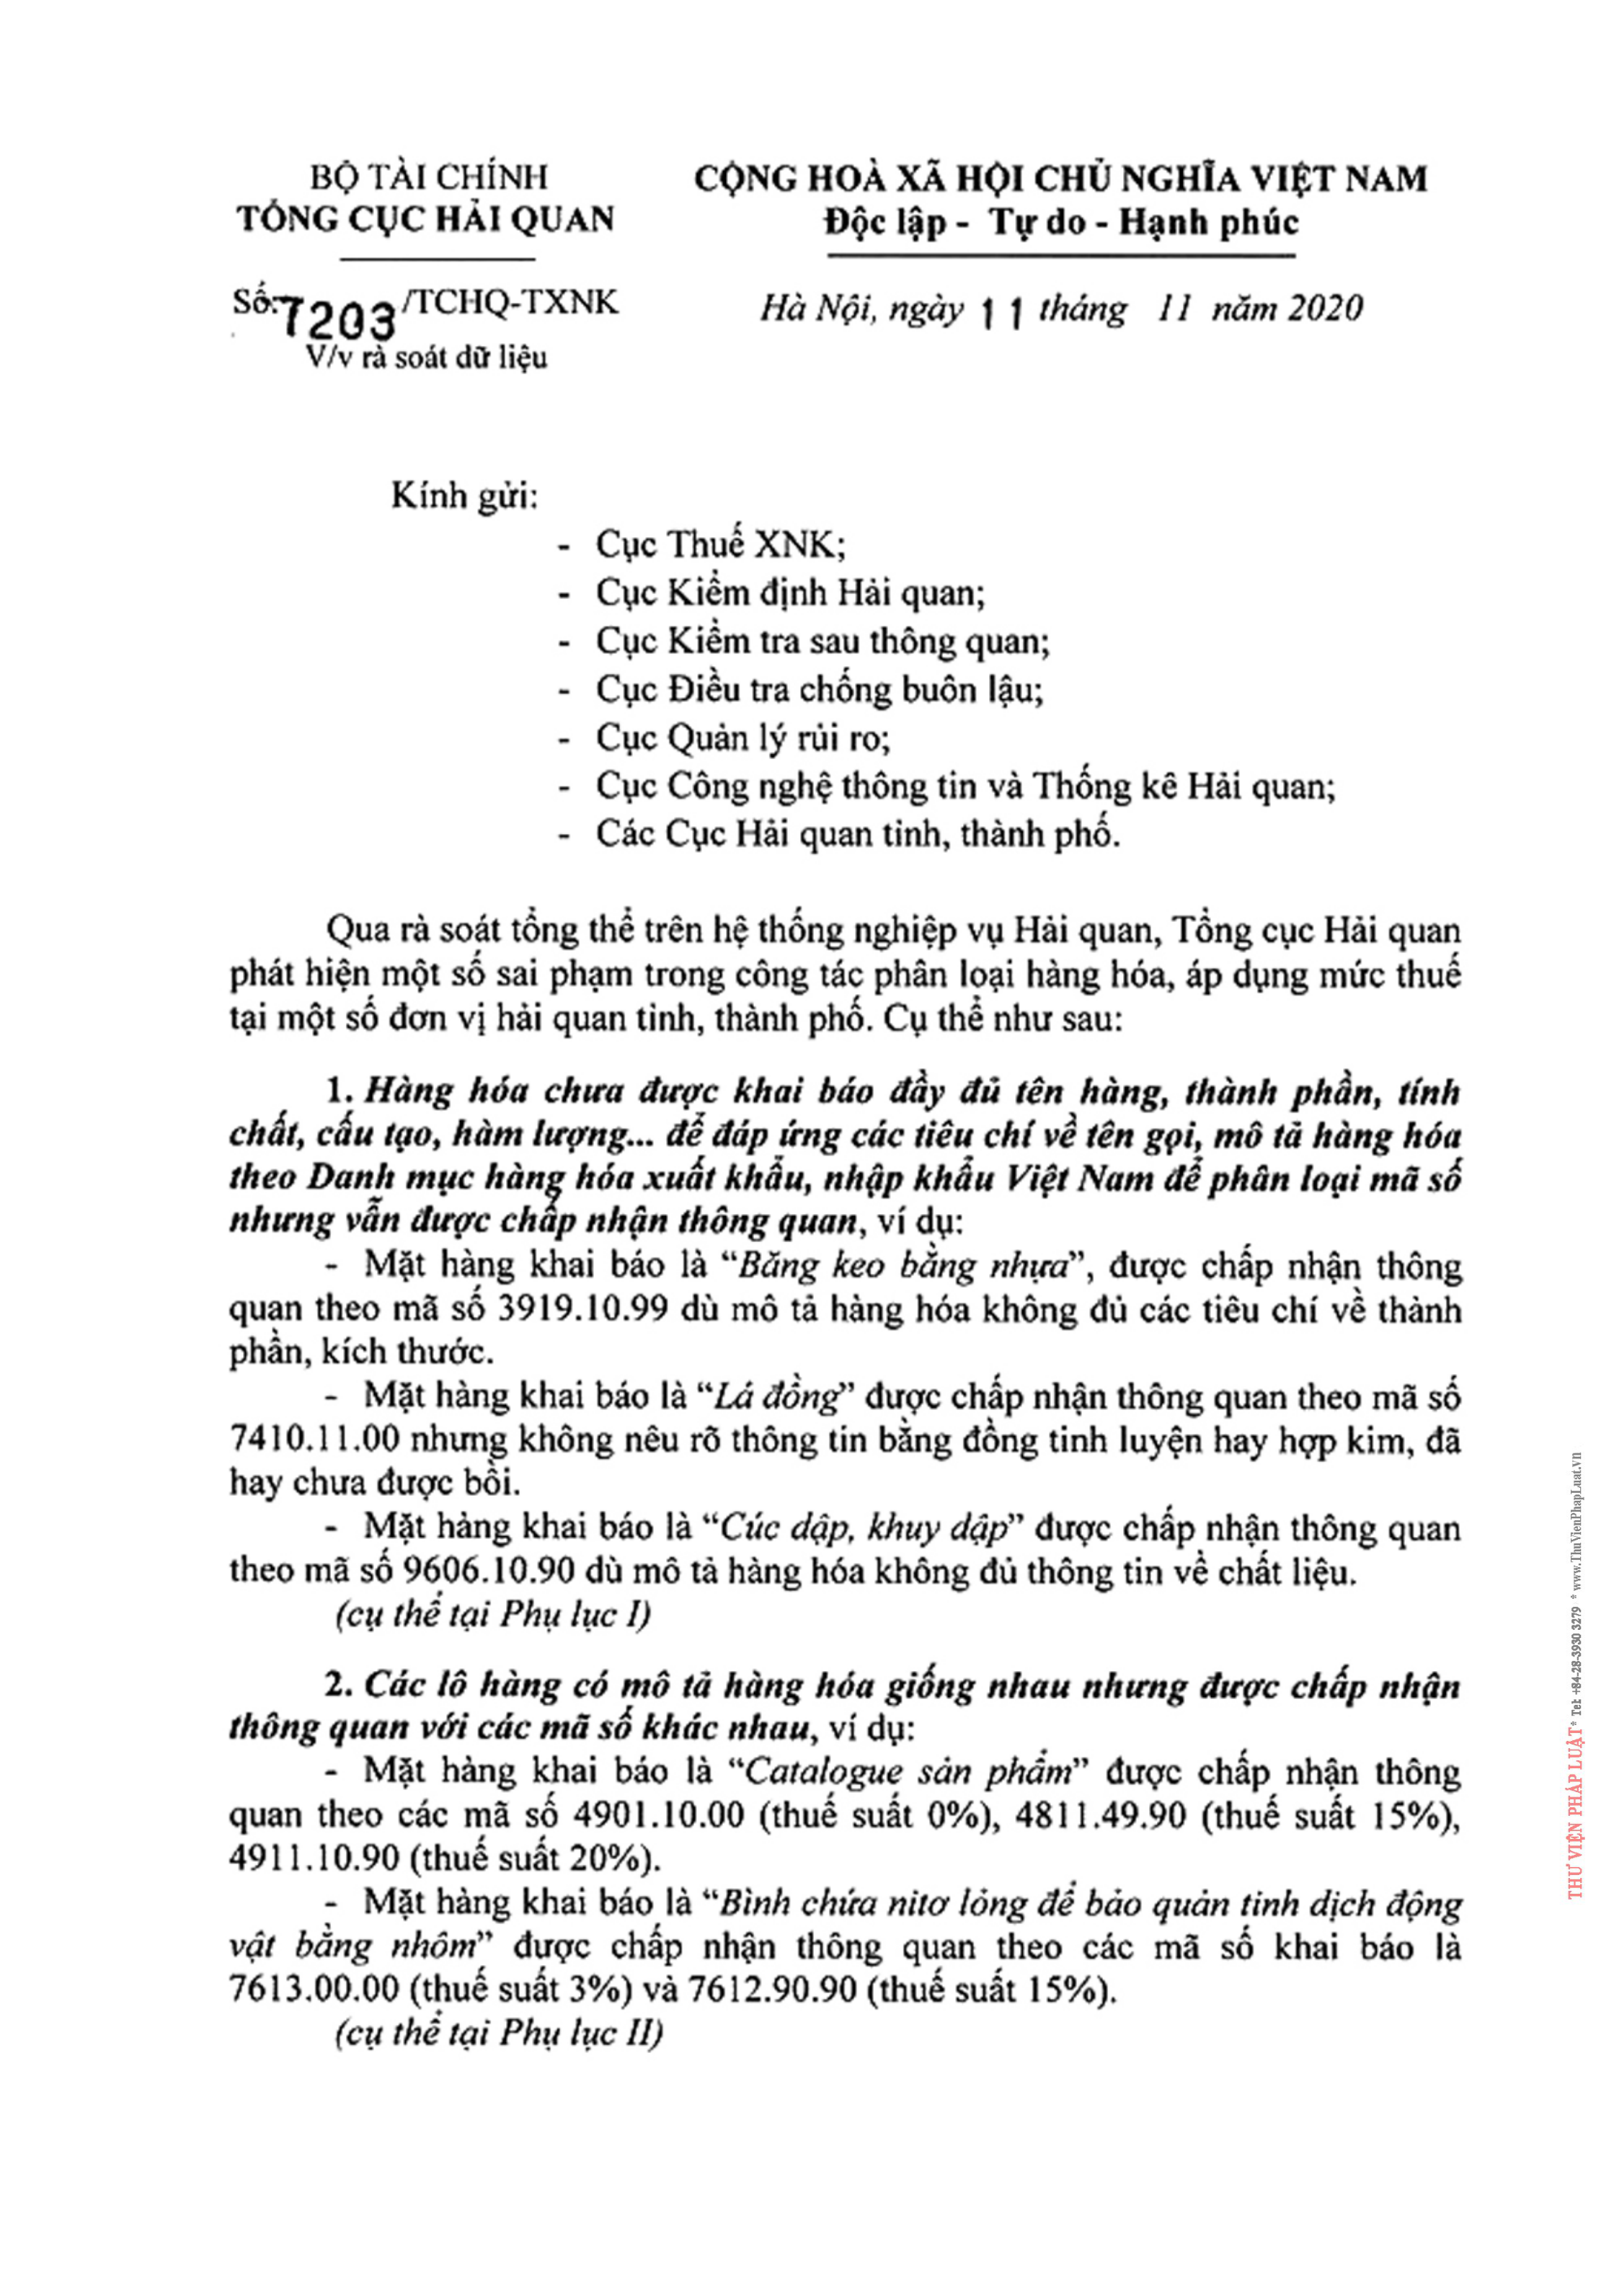 BỘ TÀI CHÍNH
TỔNG CỤC HẢI QUAN
CỘNG HOÀ XÃ HỘI CHỦ NGHĨA VIỆT NAM
Độc lập - Tự do - Hạnh phúc
Số: 7203 /TCHQ-TXNK
V/v rà soát dữ liệu
Hà Nội, ngày 11 tháng 11 năm 2020
Kính gửi:
- Cục Thuế XNK;
- Cục Kiểm định Hải quan;
- Cục Kiểm tra sau thông quan;
- Cục Điều tra chống buôn lậu;
- Cục Quản lý rủi ro;
- Cục Công nghệ thông tin và Thống kê Hải quan;
- Các Cục Hải quan tỉnh, thành phố.
Qua rà soát tổng thể trên hệ thống nghiệp vụ Hải quan, Tổng cục Hải quan
phát hiện một số sai phạm trong công tác phân loại hàng hóa, áp dụng mức thuế
tại một số đơn vị hải quan tỉnh, thành phố. Cụ thể như sau:
1. Hàng hóa chưa được khai báo đầy đủ tên hàng, thành phần, tính
chất, cấu tạo, hàm lượng... để đáp ứng các tiêu chí về tên gọi, mô tả hàng hóa
theo Danh mục hàng hóa xuất khẩu, nhập khẩu Việt Nam để phân loại mã số
nhưng vẫn được chấp nhận thông quan, ví dụ:
- Mặt hàng khai báo là “Băng keo bằng nhựa”, được chấp nhận thông
quan theo mã số 3919.10.99 dù mô tả hàng hóa không đủ các tiêu chí về thành
phần, kích thước.
- Mặt hàng khai báo là “Lá đồng” được chấp nhận thông quan theo mã số
7410.11.00 nhưng không nêu rõ thông tin bằng đồng tinh luyện hay hợp kim, đã
hay chưa được bồi.
- Mặt hàng khai báo là “Cúc dập, khuy dập” được chấp nhận thông quan
theo mã số 9606.10.90 dù mô tả hàng hóa không đủ thông tin về chất liệu.
(cụ thể tại Phụ lục I)
2. Các lô hàng có mô tả hàng hóa giống nhau nhưng được chấp nhận
thông quan với các mã số khác nhau, ví dụ:
- Mặt hàng khai báo là “Catalogue sản phẩm” được chấp nhận thông
quan theo các mã số 4901.10.00 (thuế suất 0%), 4811.49.90 (thuế suất 15%),
4911.10.90 (thuế suất 20%).
- Mặt hàng khai báo là “Bình chứa nitơ lỏng để bảo quản tinh dịch động
vật bằng nhôm” được chấp nhận thông quan theo các mã số khai báo là
7613.00.00 (thuế suất 3%) và 7612.90.90 (thuế suất 15%).
(cụ thể tại Phụ lục II)
THƯ VIỆN PHÁP LUẬT * Tel: +84-28-3930 3279 * www.ThuVienPhapLuat.vn